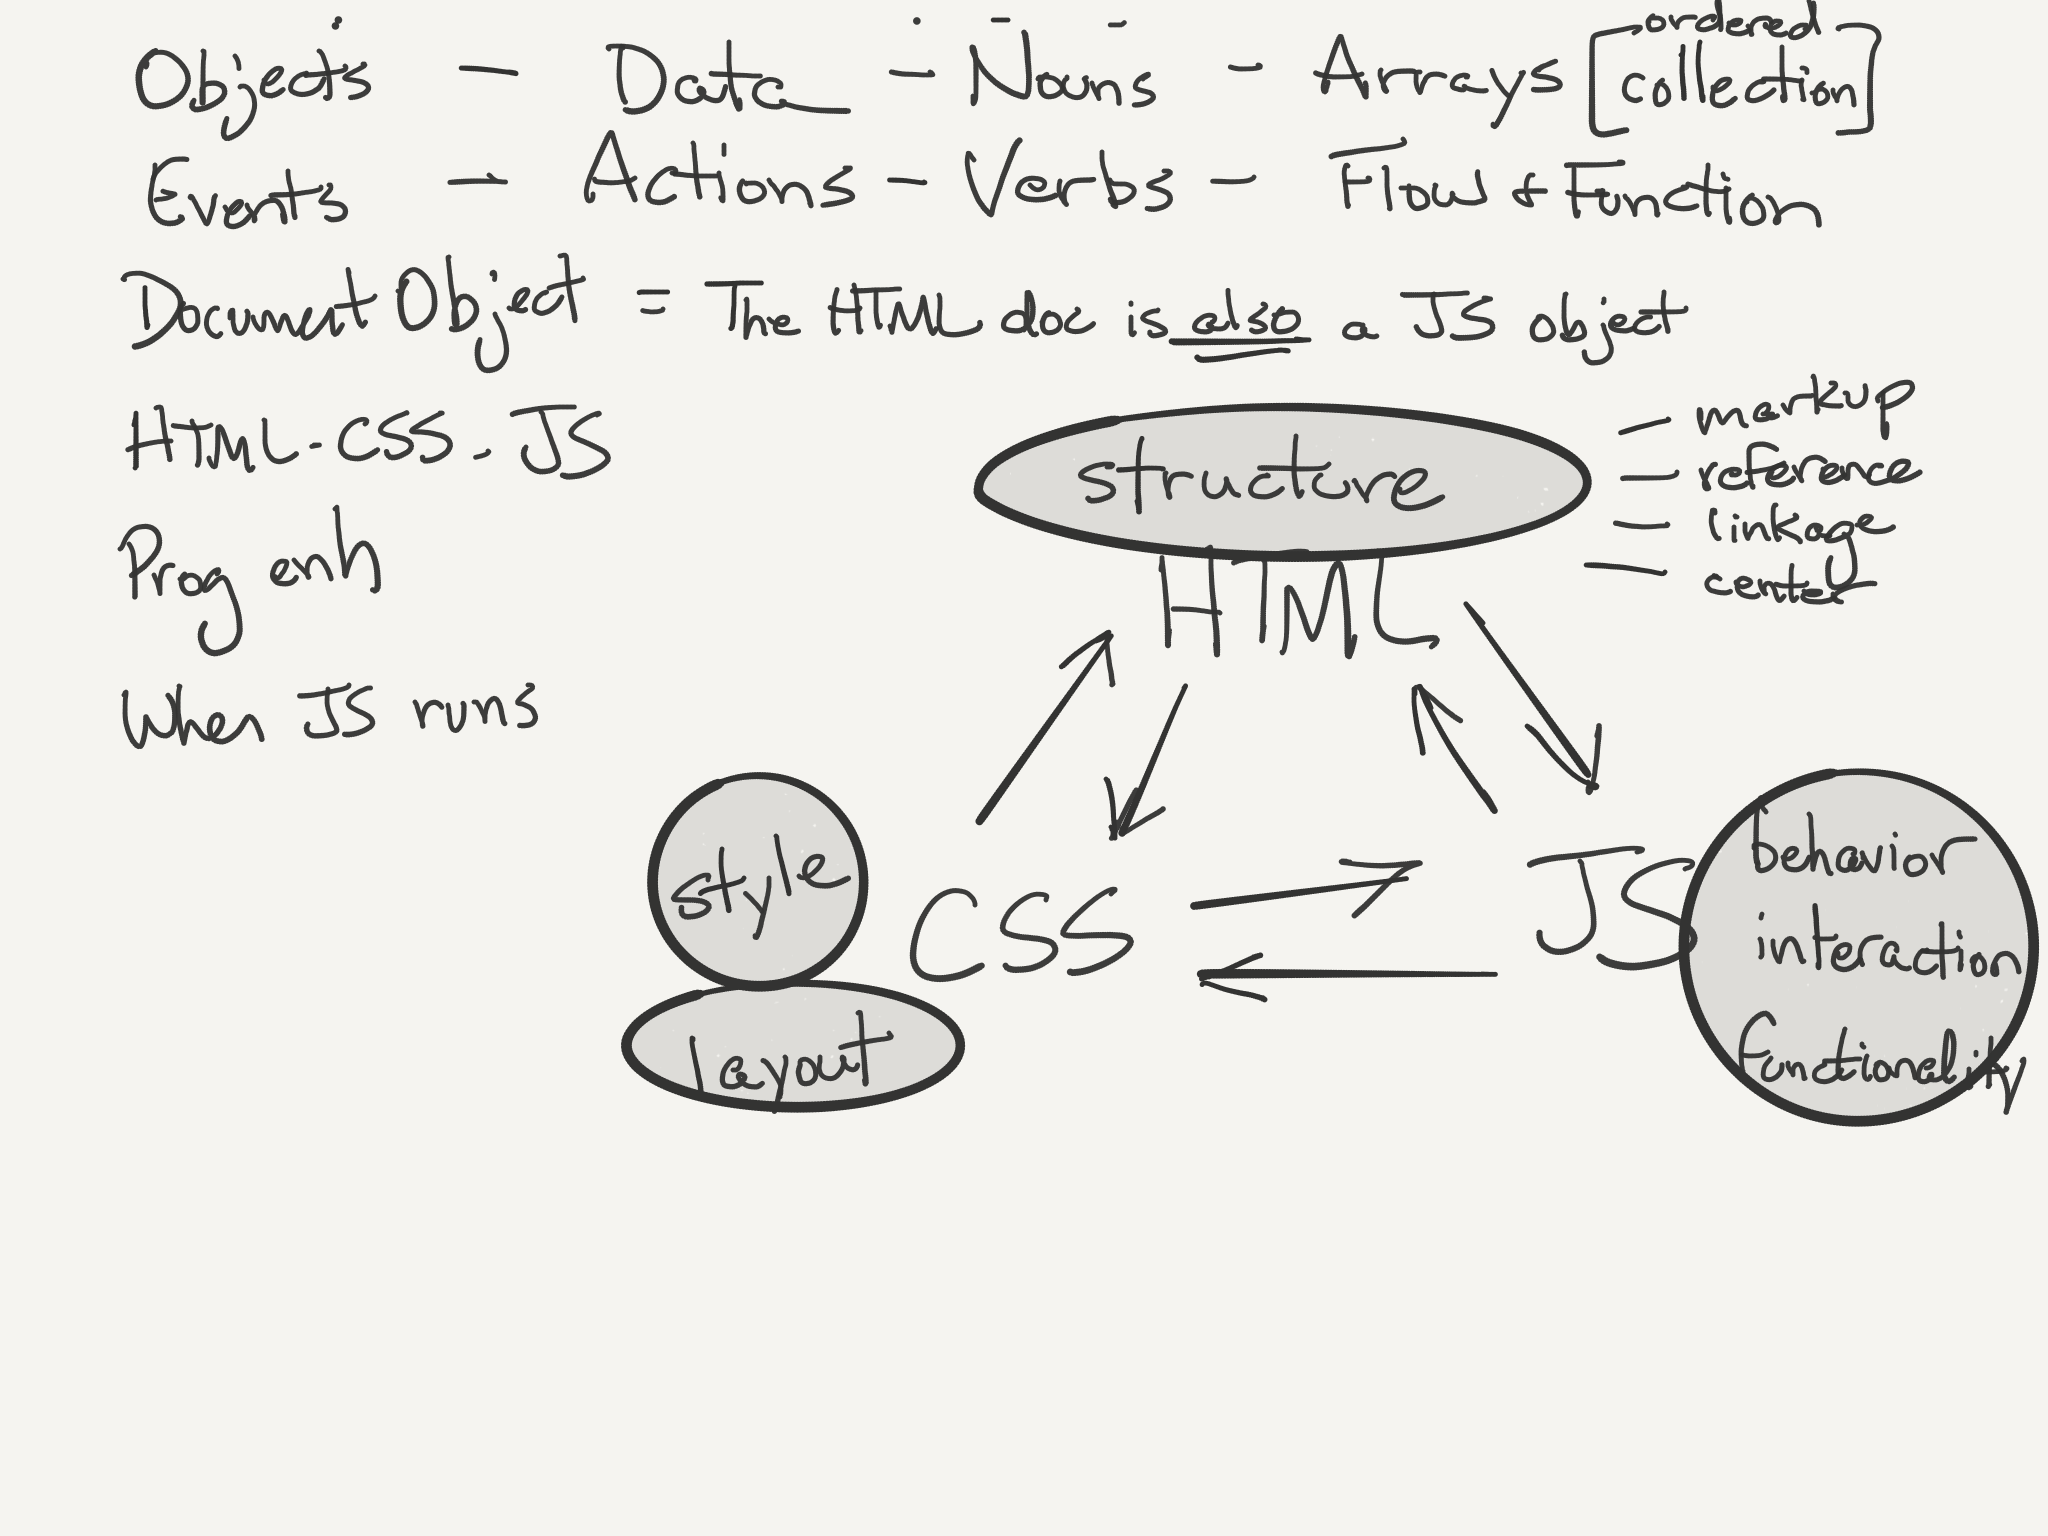 Objects - Data - Nouns - Arrays [ordered collection]
Events - Actions - Verbs - Flow & Function
Document Object = The HTML doc is also a JS object
HTML - CSS - JS
Prog enh
When JS runs
structure
HTML
- markup
- reference
- linkage
- center
style
layout
CSS
JS
behavior
interaction
functionality